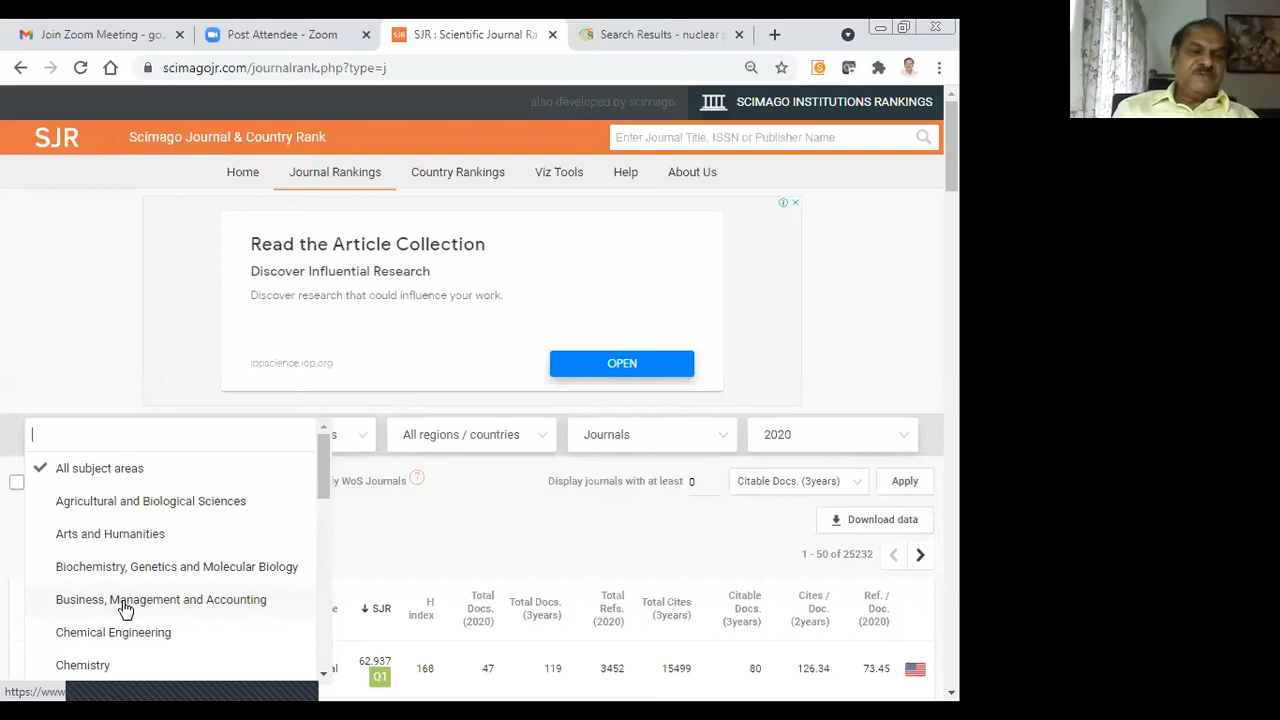 Join Zoom Meeting - go.
Post Attendee - Zoom
SJR : Scientific Journal Ra
Search Results - nuclear p
scimagojr.com/journalrank.php?type=j
also developed by scimago:
SCIMAGO INSTITUTIONS RANKINGS
SJR
Scimago Journal & Country Rank
Enter Journal Title, ISSN or Publisher Name
Home
Journal Rankings
Country Rankings
Viz Tools
Help
About Us
Read the Article Collection
Discover Influential Research
Discover research that could influence your work.
iopscience.iop.org
OPEN
s
All regions / countries
Journals
2020
All subject areas
Agricultural and Biological Sciences
Arts and Humanities
Biochemistry, Genetics and Molecular Biology
Business, Management and Accounting
Chemical Engineering
Chemistry
ly WoS Journals ?
Display journals with at least 0
Citable Docs. (3years)
Apply
Download data
1 - 50 of 25232
e
SJR
H index
Total Docs. (2020)
Total Docs. (3years)
Total Refs. (2020)
Total Cites (3years)
Citable Docs. (3years)
Cites / Doc. (2years)
Ref. / Doc. (2020)
al
62.937
Q1
168
47
119
3452
15499
80
126.34
73.45
https://www